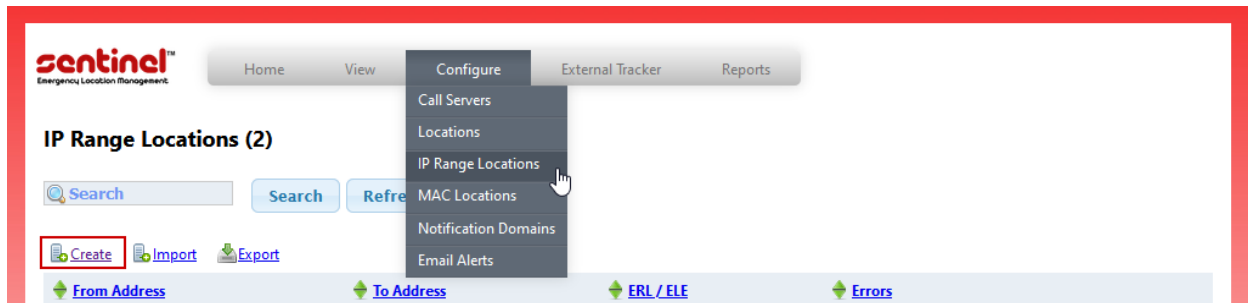 sentinel™
Emergency Location Management
Home View Configure External Tracker Reports
Call Servers
Locations
IP Range Locations
MAC Locations
Notification Domains
Email Alerts
IP Range Locations (2)
Search Search Refre
Create Import Export
From Address To Address ERL / ELE Errors